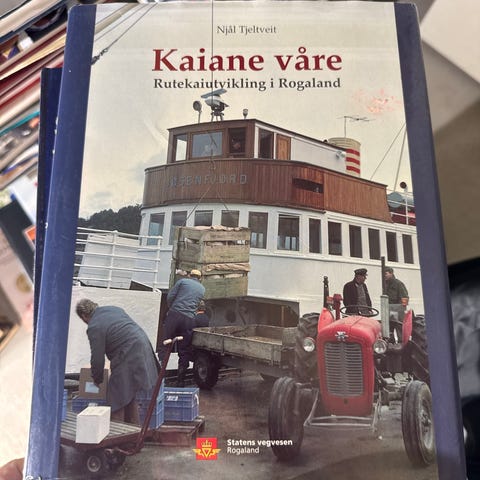 Njål Tjeltveit
Kaiane våre
Rutekaiutvikling i Rogaland
Statens vegvesen
Rogaland